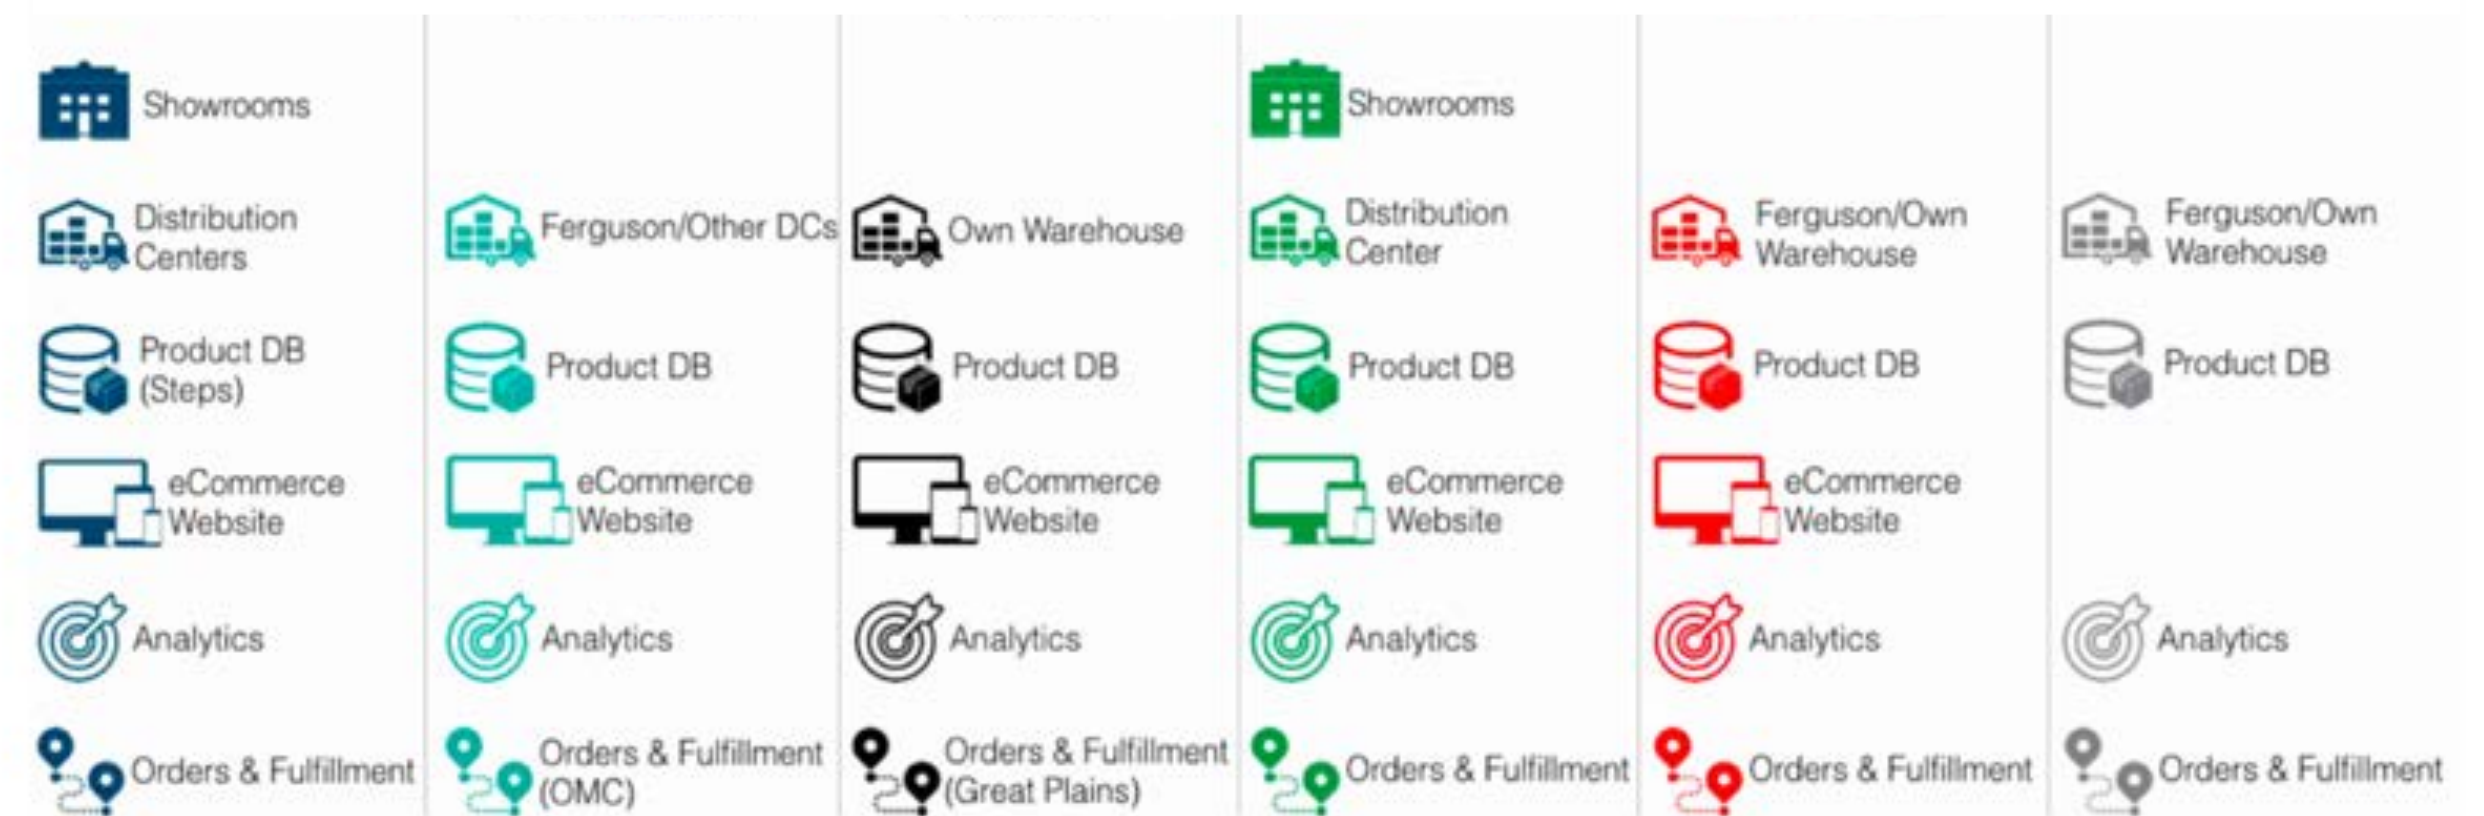 Showrooms
Distribution
Centers
Product DB
(Steps)
eCommerce
Website
Analytics
Orders & Fulfillment
Ferguson/Other DCs
Product DB
eCommerce
Website
Analytics
Orders & Fulfillment
(OMC)
Own Warehouse
Product DB
eCommerce
Website
Analytics
Orders & Fulfillment
(Great Plains)
Showrooms
Distribution
Center
Product DB
eCommerce
Website
Analytics
Orders & Fulfillment
Ferguson/Own
Warehouse
Product DB
eCommerce
Website
Analytics
Orders & Fulfillment
Ferguson/Own
Warehouse
Product DB
Analytics
Orders & Fulfillment